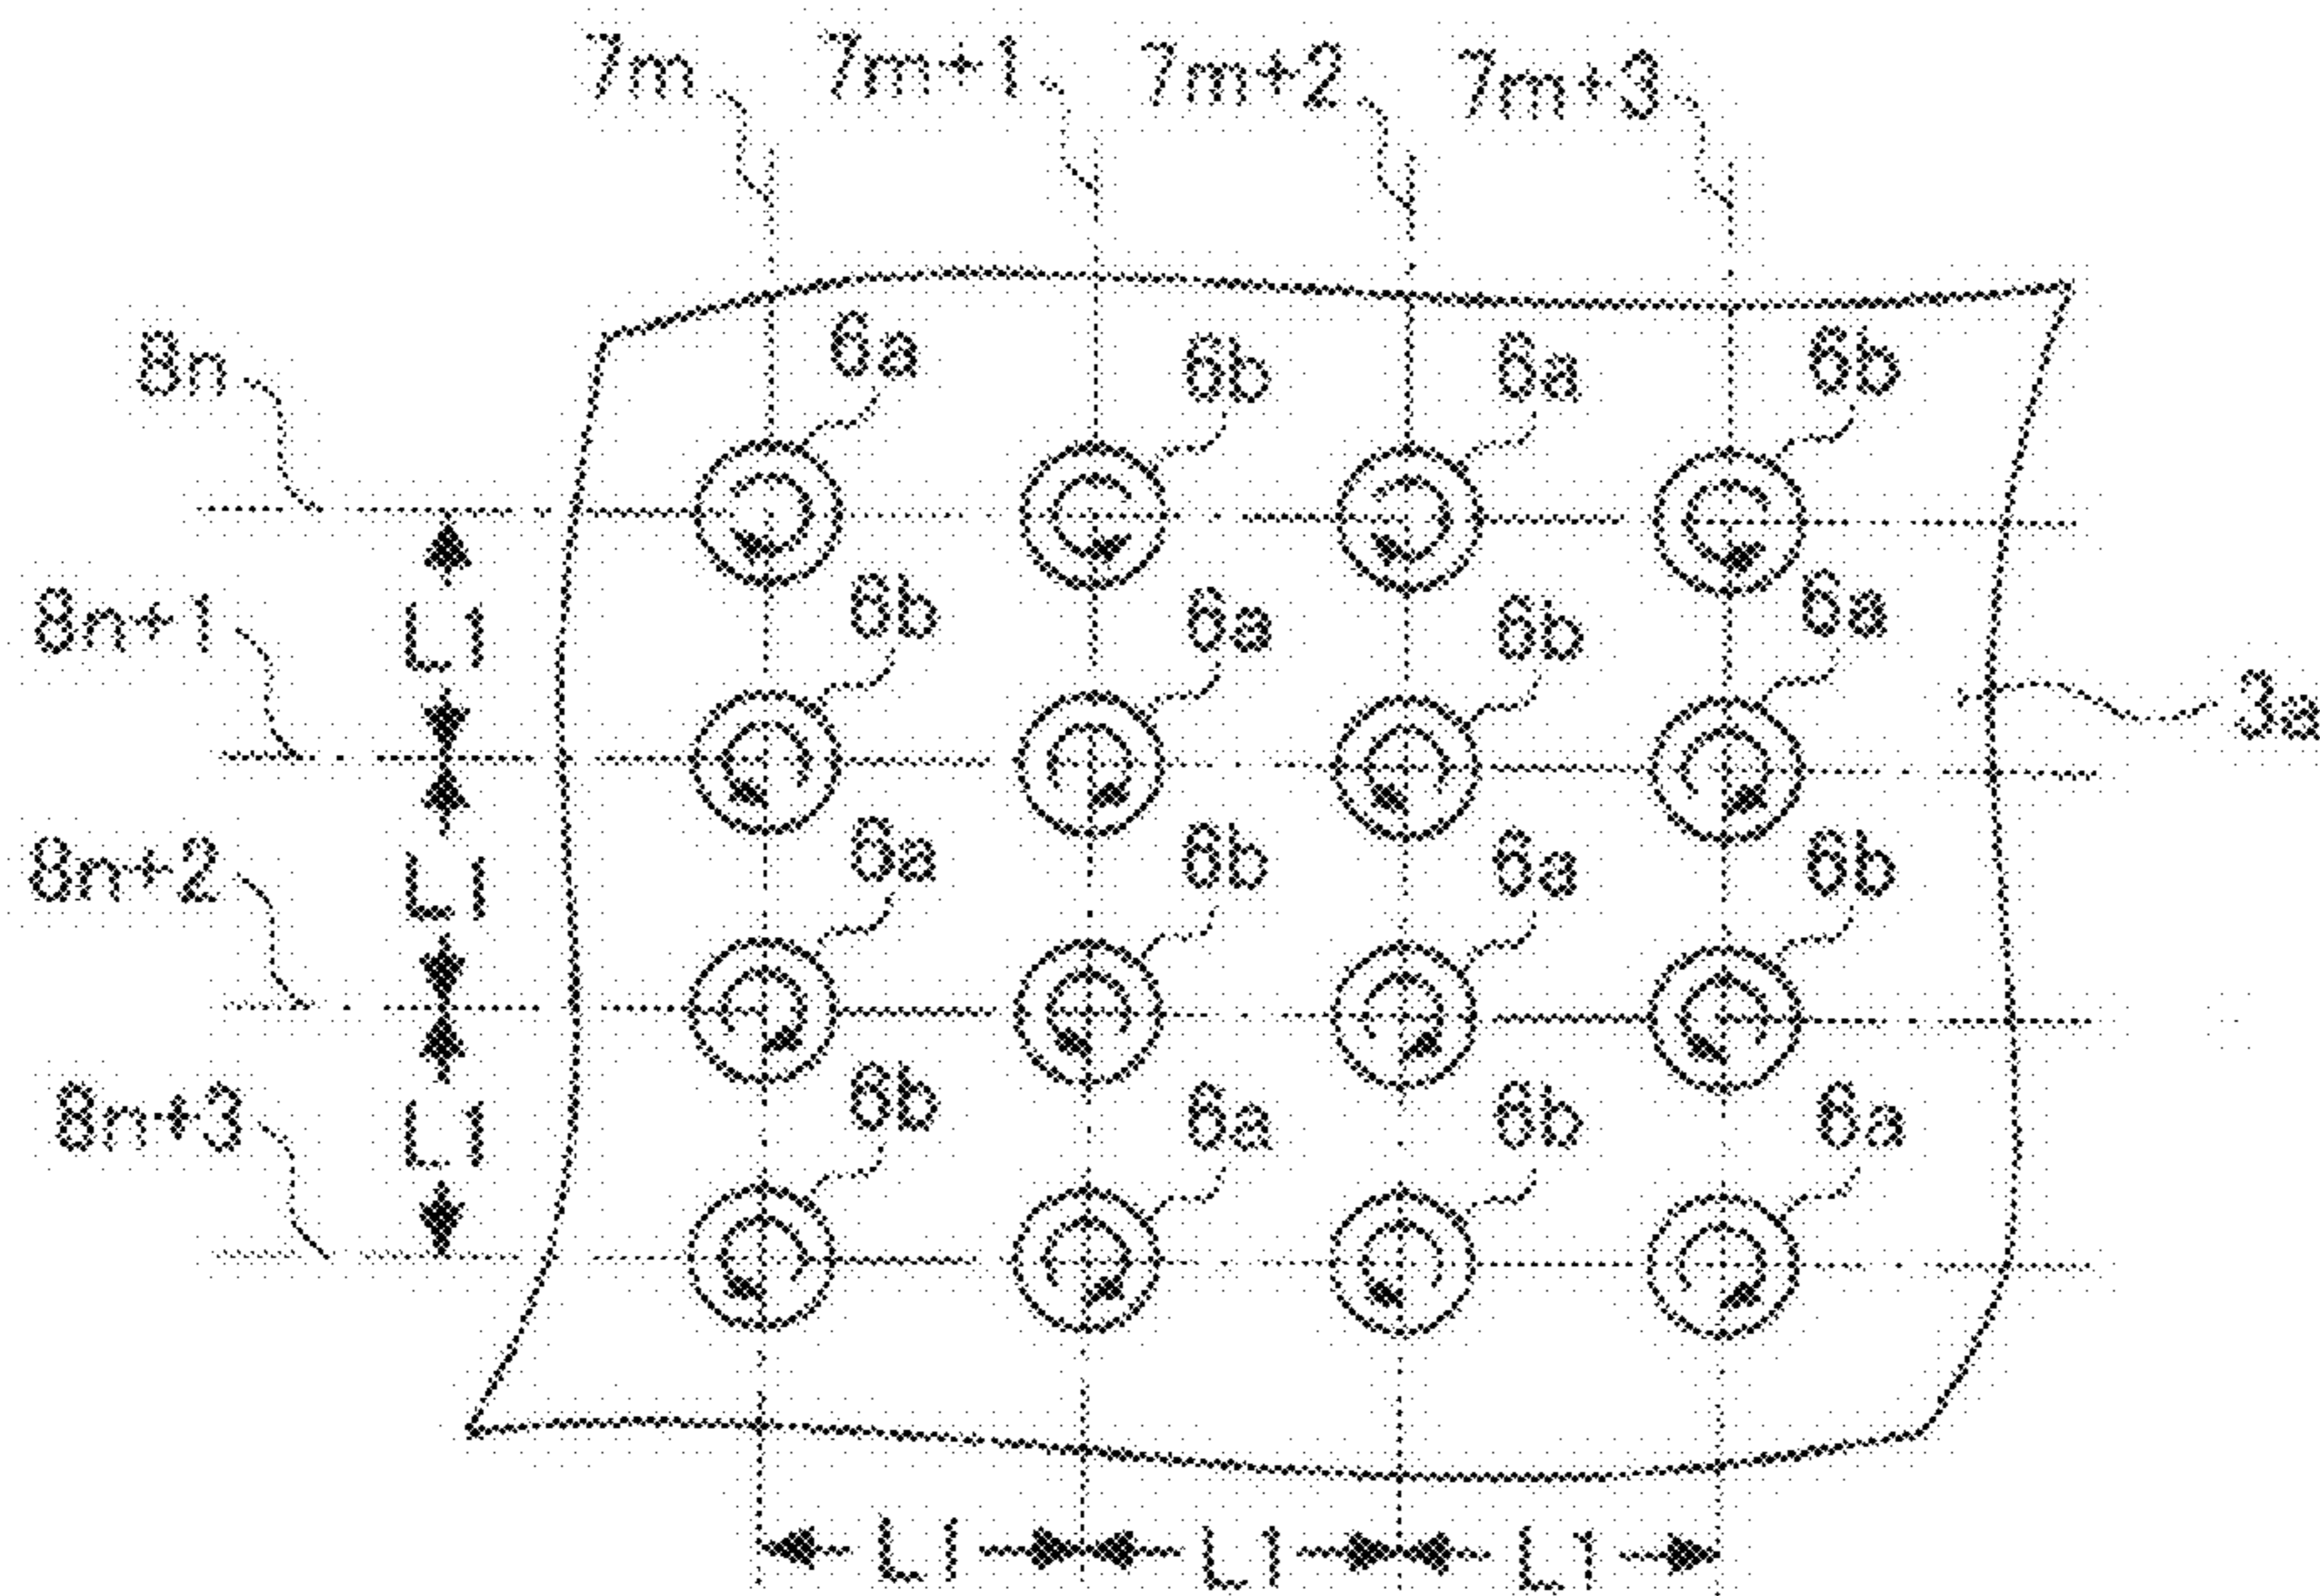 7m 7m+1 7m+2 7m+3
8n 6a 6b 6a 6b
8n+1 L1 6b 6a 6b 6a
3a
8n+2 L1 6a 6b 6a 6b
8n+3 L1 6b 6a 6b 6a
L1 L1 L1